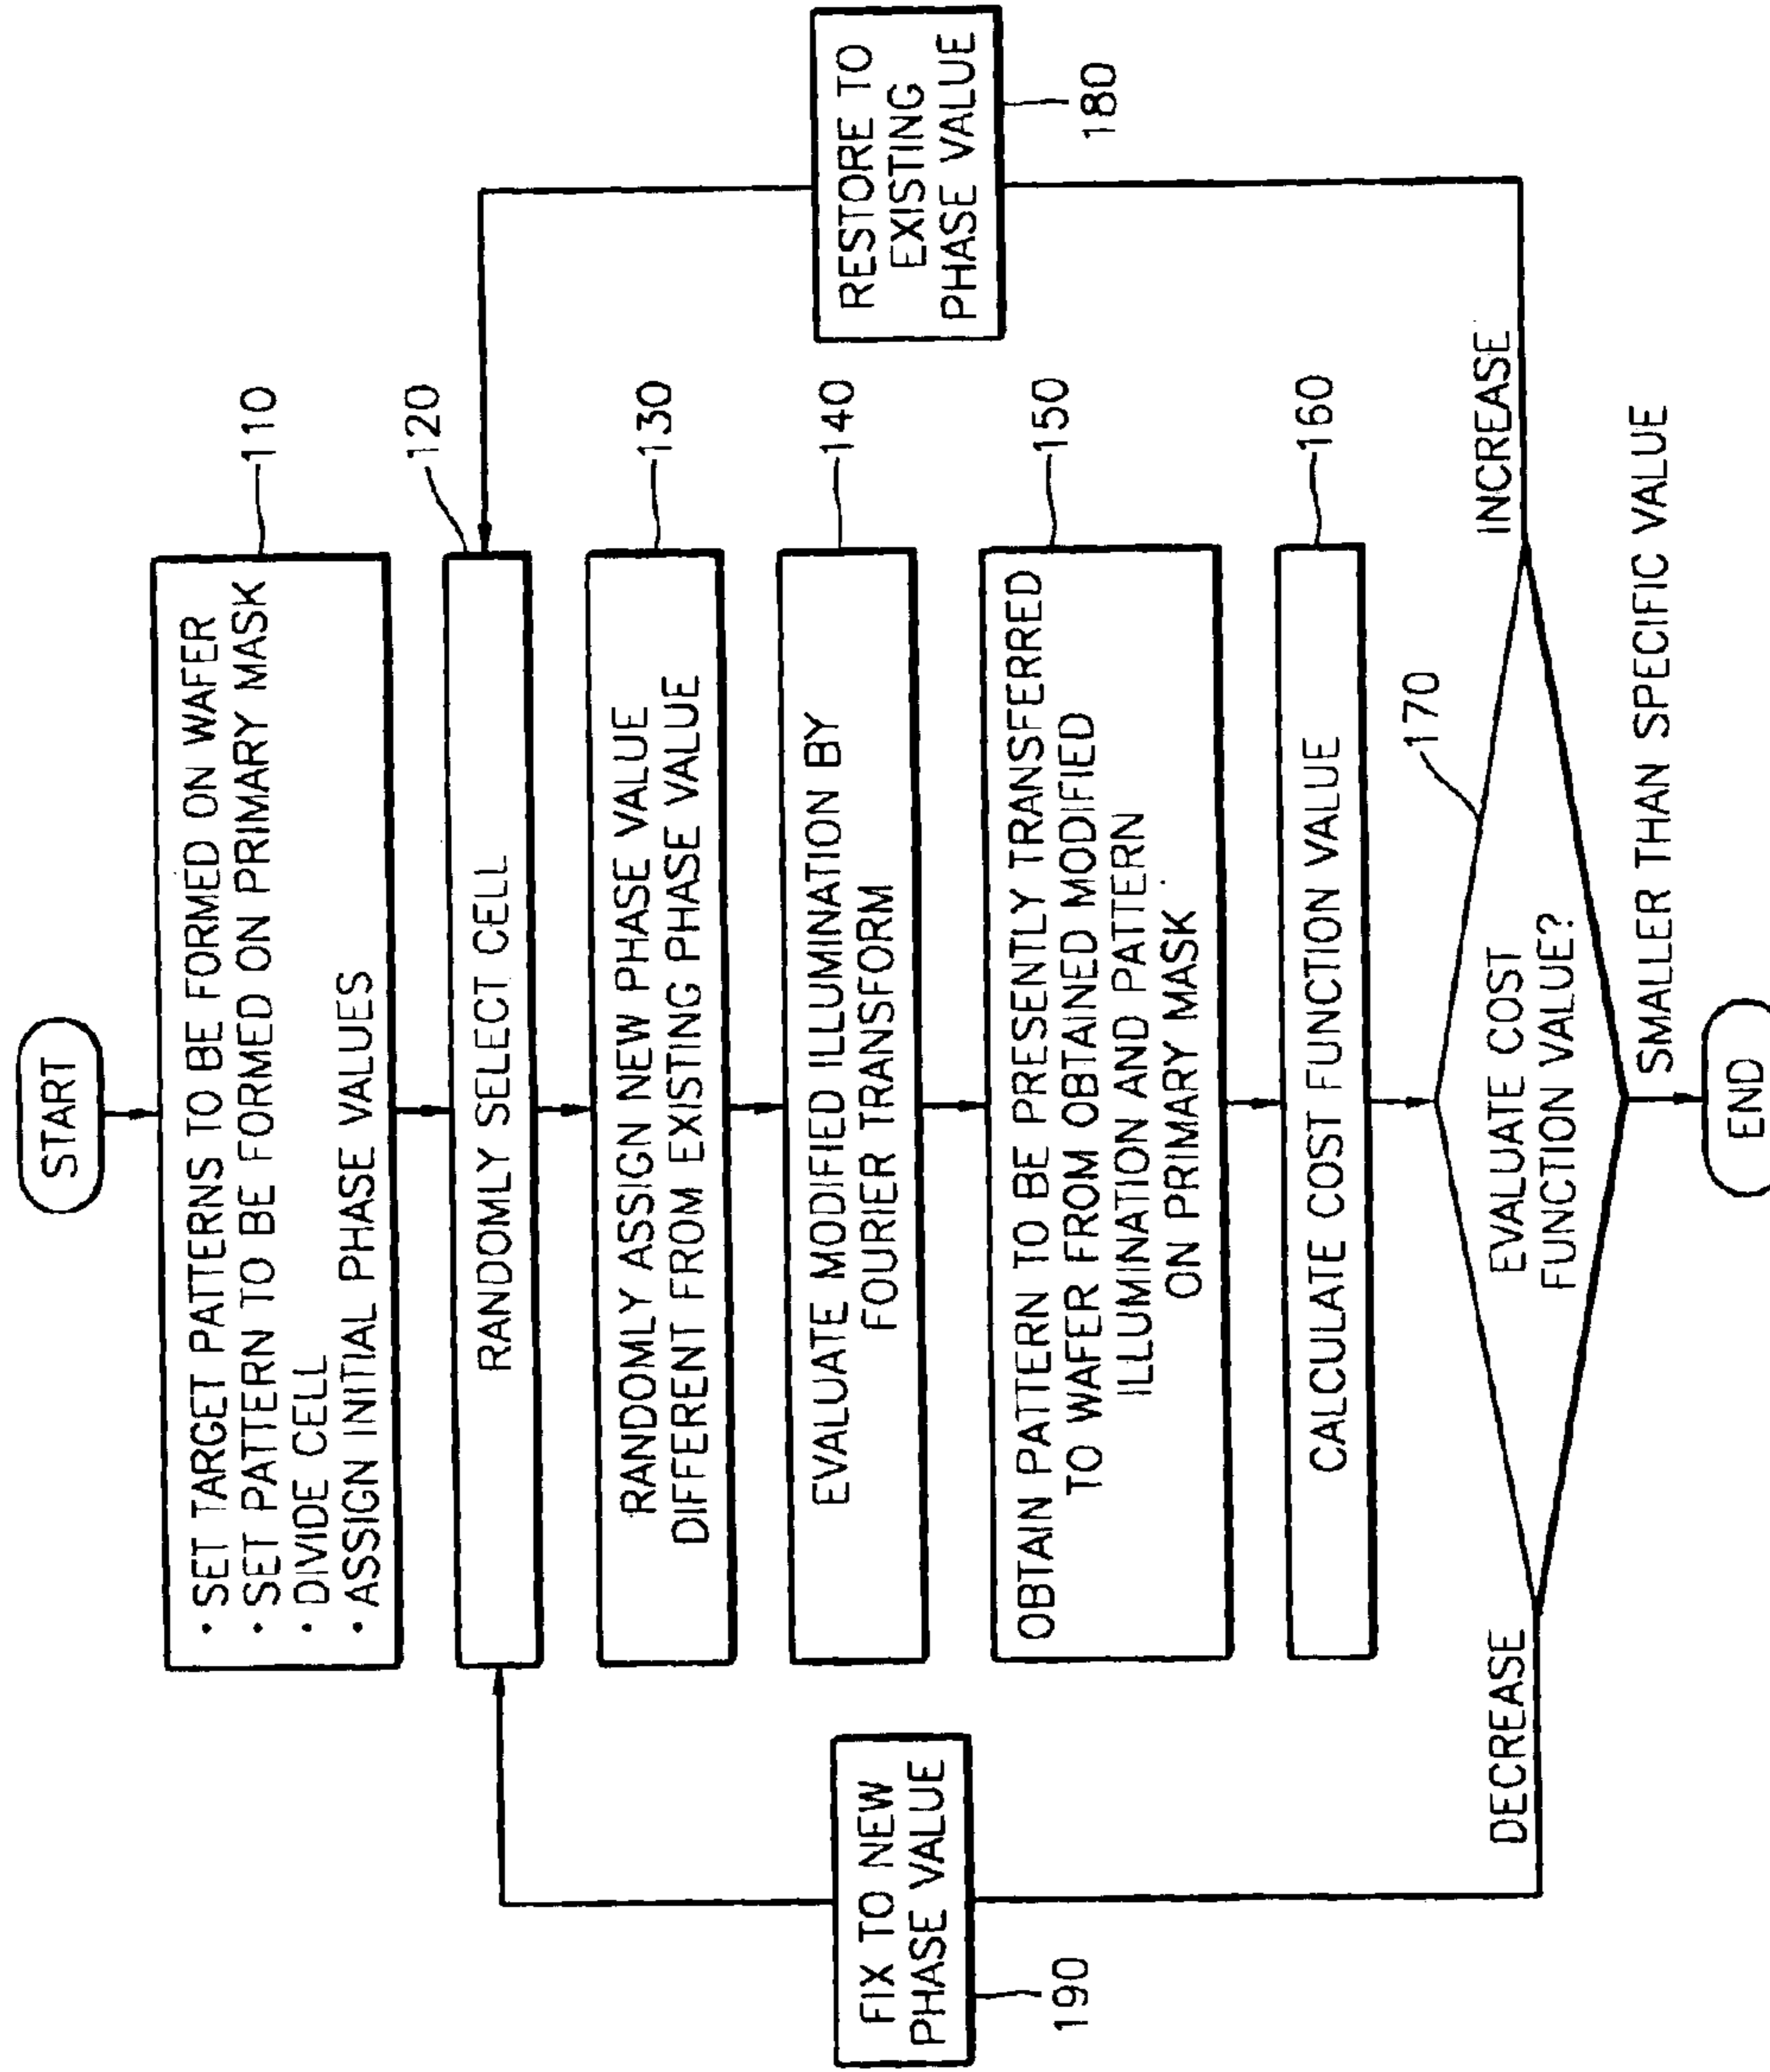 START
· SET TARGET PATTERNS TO BE FORMED ON WAFER
· SET PATTERN TO BE FORMED ON PRIMARY MASK
· DIVIDE CELL
· ASSIGN INITIAL PHASE VALUES
110
RANDOMLY SELECT CELL
120
RANDOMLY ASSIGN NEW PHASE VALUE
DIFFERENT FROM EXISTING PHASE VALUE
130
EVALUATE MODIFIED ILLUMINATION BY
FOURIER TRANSFORM
140
OBTAIN PATTERN TO BE PRESENTLY TRANSFERRED
TO WAFER FROM OBTAINED MODIFIED
ILLUMINATION AND PATTERN
ON PRIMARY MASK
150
CALCULATE COST FUNCTION VALUE
160
EVALUATE COST
FUNCTION VALUE?
170
DECREASE
INCREASE
SMALLER THAN SPECIFIC VALUE
FIX TO NEW
PHASE VALUE
190
RESTORE TO
EXISTING
PHASE VALUE
180
END